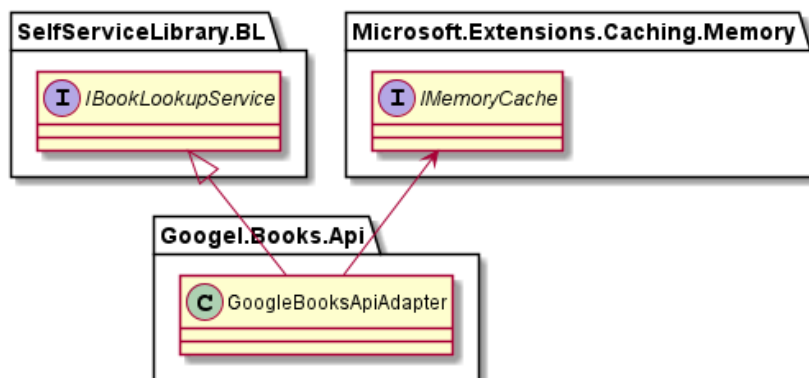 SelfServiceLibrary.BL
Microsoft.Extensions.Caching.Memory
I IBookLookupService
I IMemoryCache
Googel.Books.Api
C GoogleBooksApiAdapter